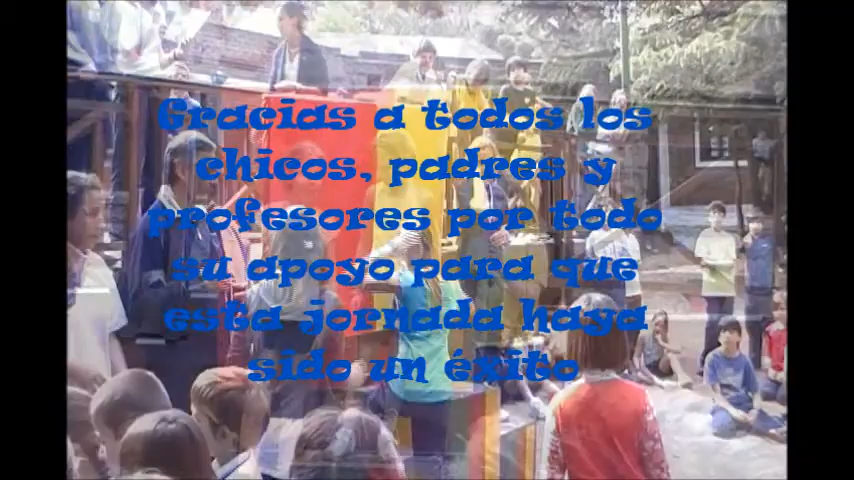 Gracias a todos los
chicos, padres y
profesores por todo
su apoyo para que
esta jornada haya
sido un éxito